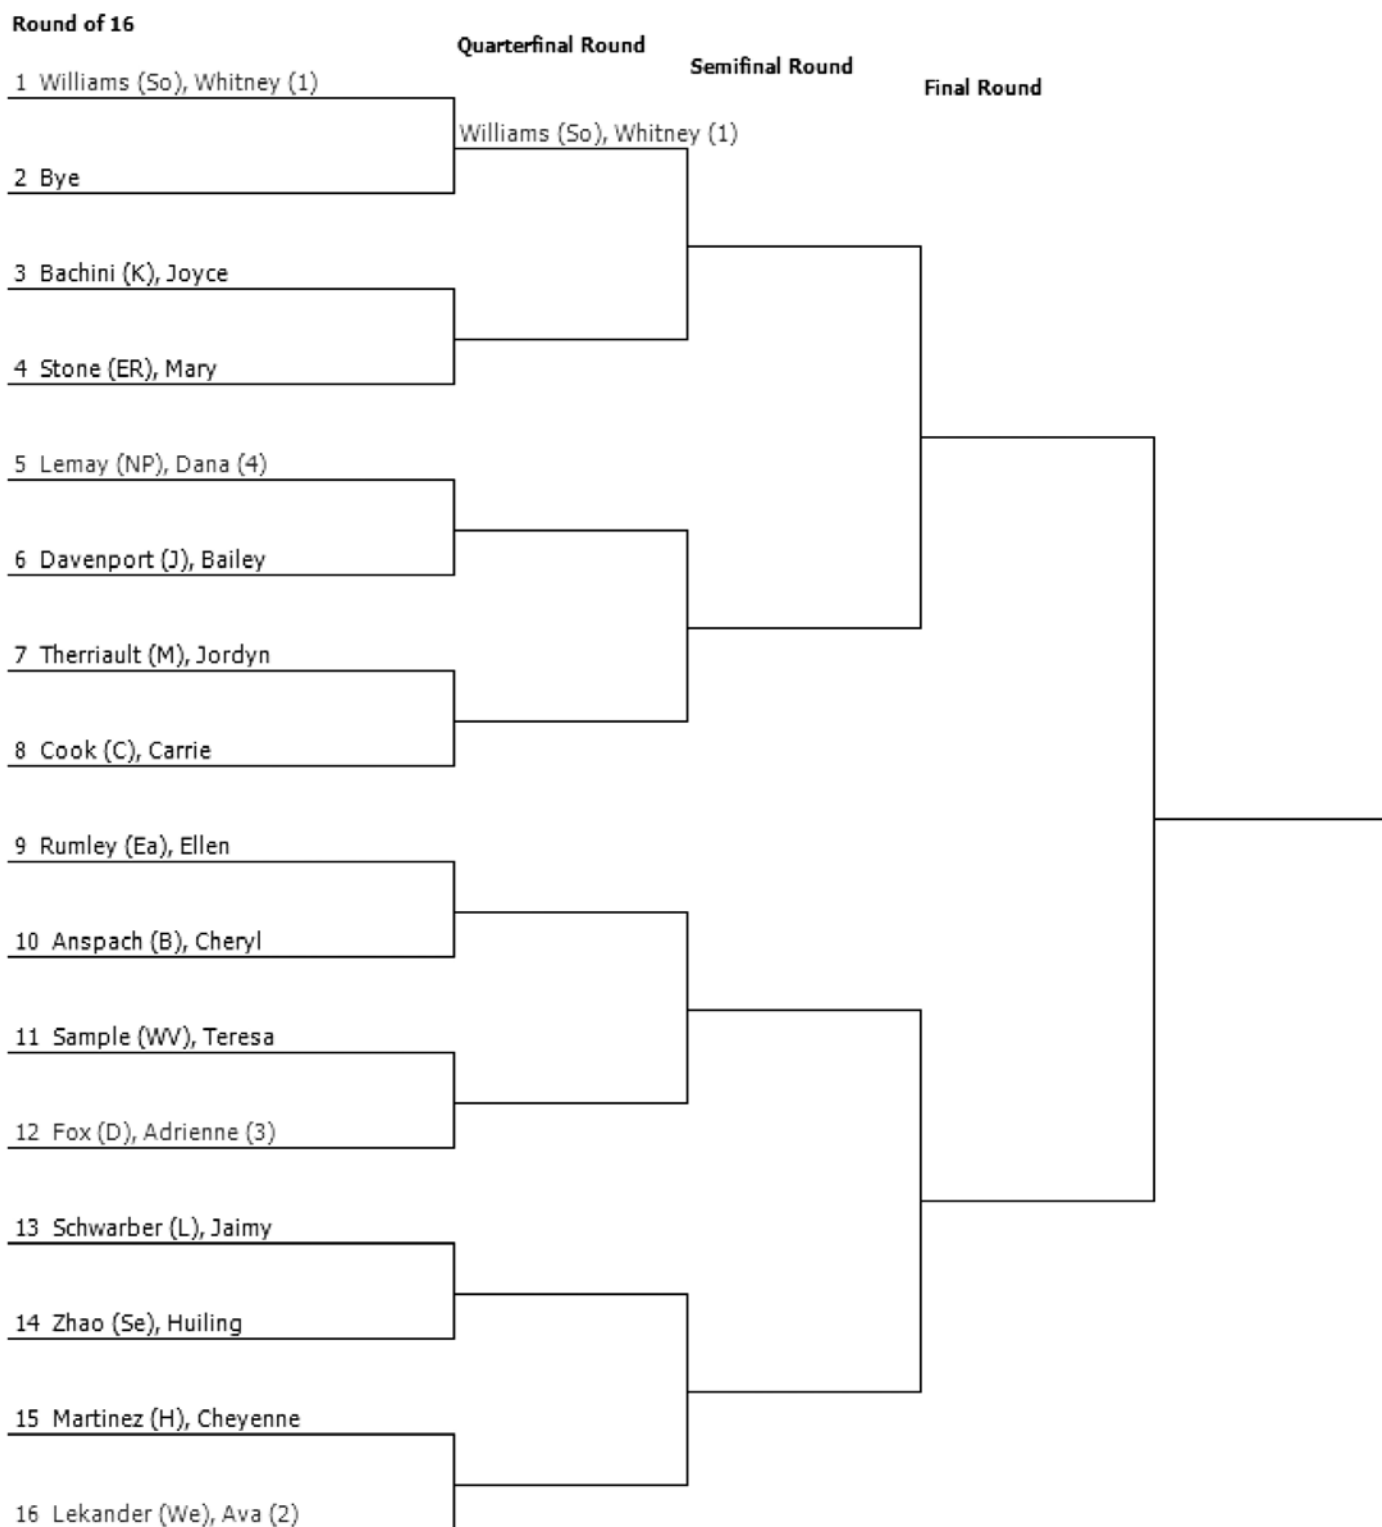 Round of 16
Quarterfinal Round
Semifinal Round
Final Round
1 Williams (So), Whitney (1)
Williams (So), Whitney (1)
2 Bye
3 Bachini (K), Joyce
4 Stone (ER), Mary
5 Lemay (NP), Dana (4)
6 Davenport (J), Bailey
7 Therriault (M), Jordyn
8 Cook (C), Carrie
9 Rumley (Ea), Ellen
10 Anspach (B), Cheryl
11 Sample (WV), Teresa
12 Fox (D), Adrienne (3)
13 Schwarber (L), Jaimy
14 Zhao (Se), Huiling
15 Martinez (H), Cheyenne
16 Lekander (We), Ava (2)